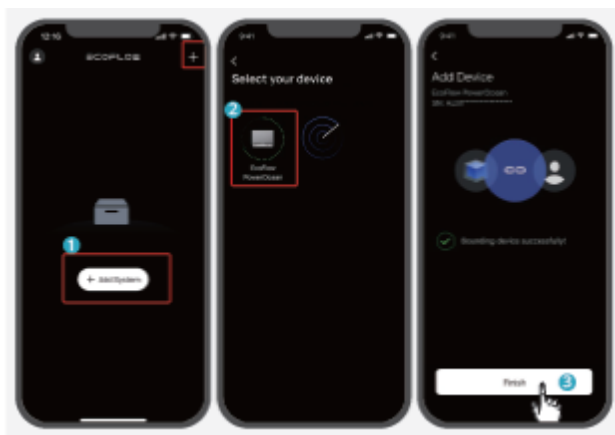 12:16
ECOFLOW
+
1
+ Add System
9:41
Select your device
2
EcoFlow
PowerOcean
9:41
Add Device
EcoFlow PowerOcean
Bounding device successfully!
Finish
3